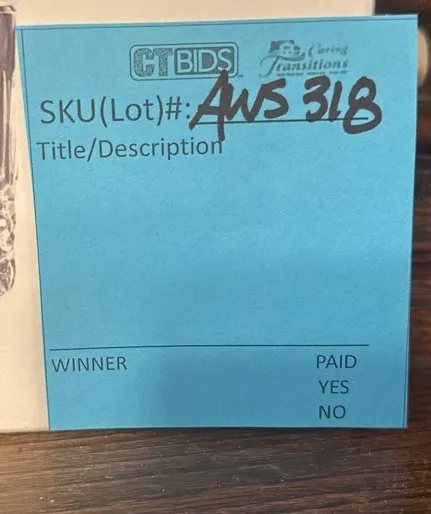 CTBIDS Caring Transitions
SKU(Lot)#: AWS 318
Title/Description
WINNER PAID
YES
NO